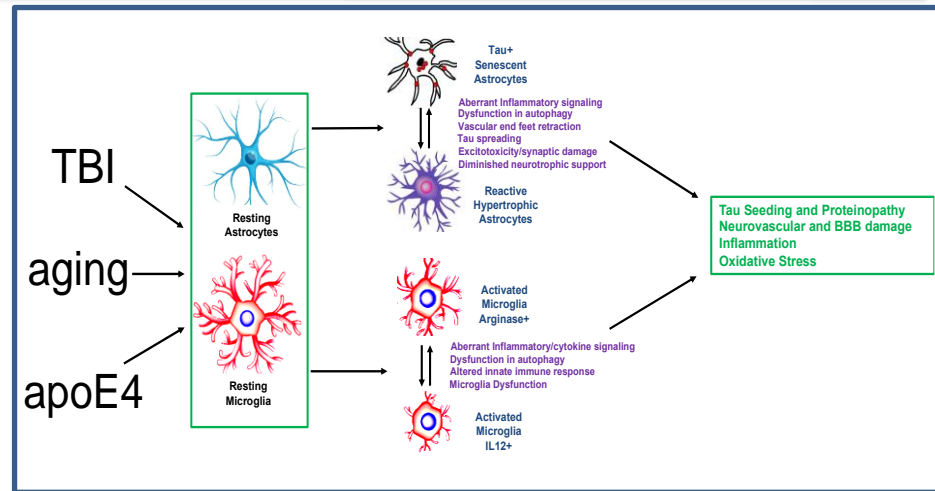 TBI
aging
apoE4
Resting
Astrocytes
Resting
Microglia
Tau+
Senescent
Astrocytes
Aberrant Inflammatory signaling
Dysfunction in autophagy
Vascular end feet retraction
Tau spreading
Excitotoxicity/synaptic damage
Diminished neurotrophic support
Reactive
Hypertrophic
Astrocytes
Activated
Microglia
Arginase+
Aberrant Inflammatory/cytokine signaling
Dysfunction in autophagy
Altered innate immune response
Microglia Dysfunction
Activated
Microglia
IL12+
Tau Seeding and Proteinopathy
Neurovascular and BBB damage
Inflammation
Oxidative Stress